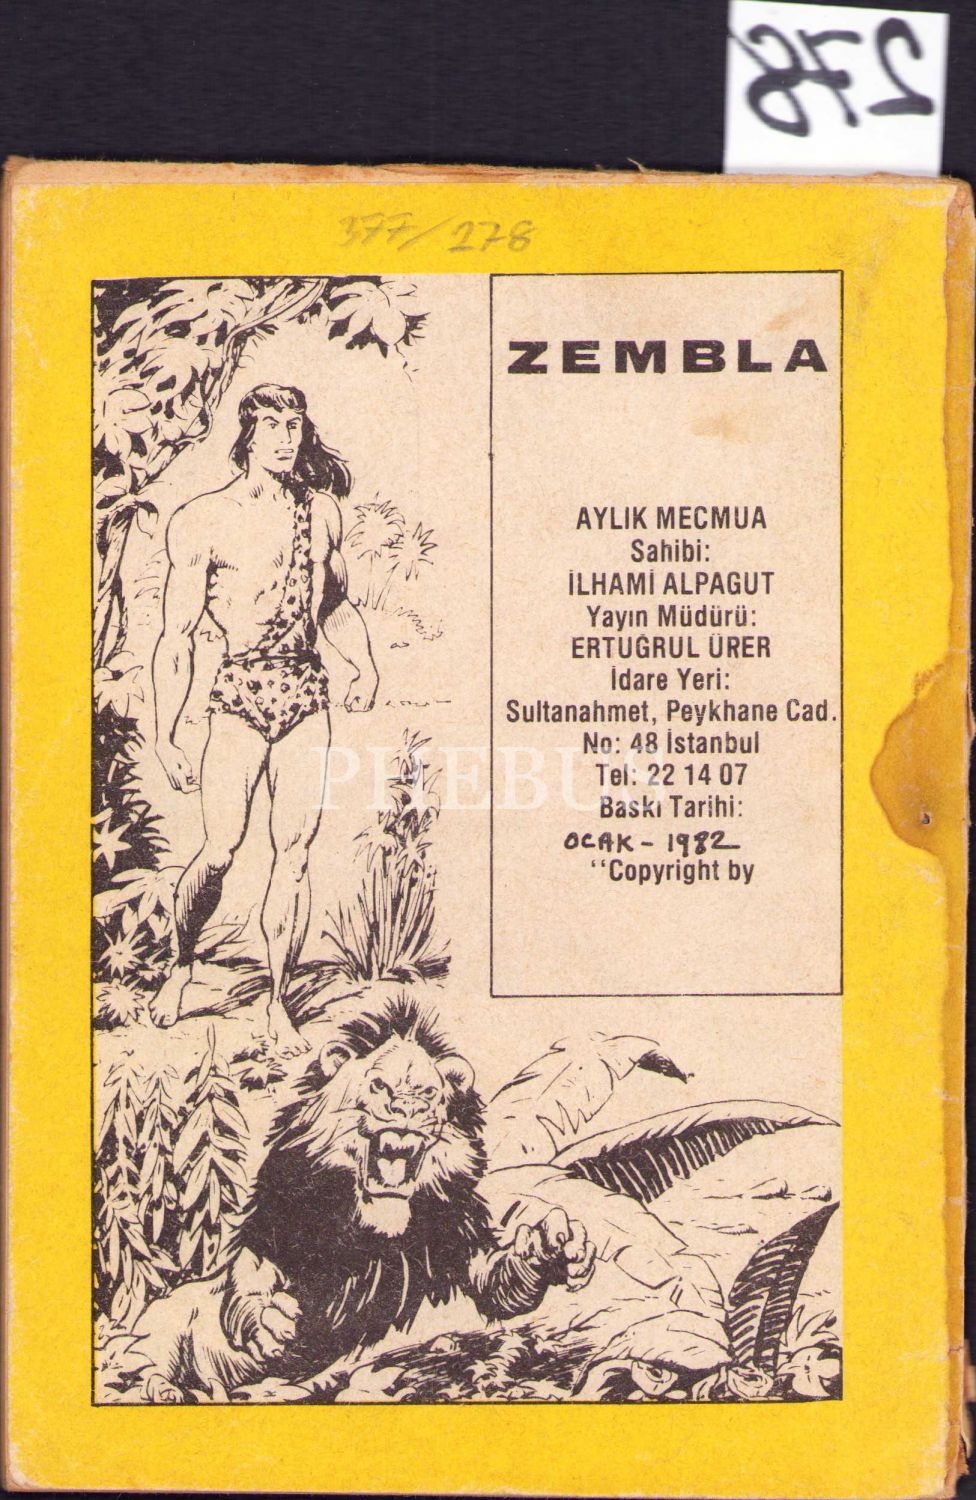 377/278
ZEMBLA
AYLIK MECMUA
Sahibi:
İLHAMİ ALPAGUT
Yayın Müdürü:
ERTUĞRUL ÜRER
İdare Yeri:
Sultanahmet, Peykhane Cad.
No: 48 İstanbul
Tel: 22 14 07
Baskı Tarihi:
OCAK - 1982
“Copyright by
PHEBUS